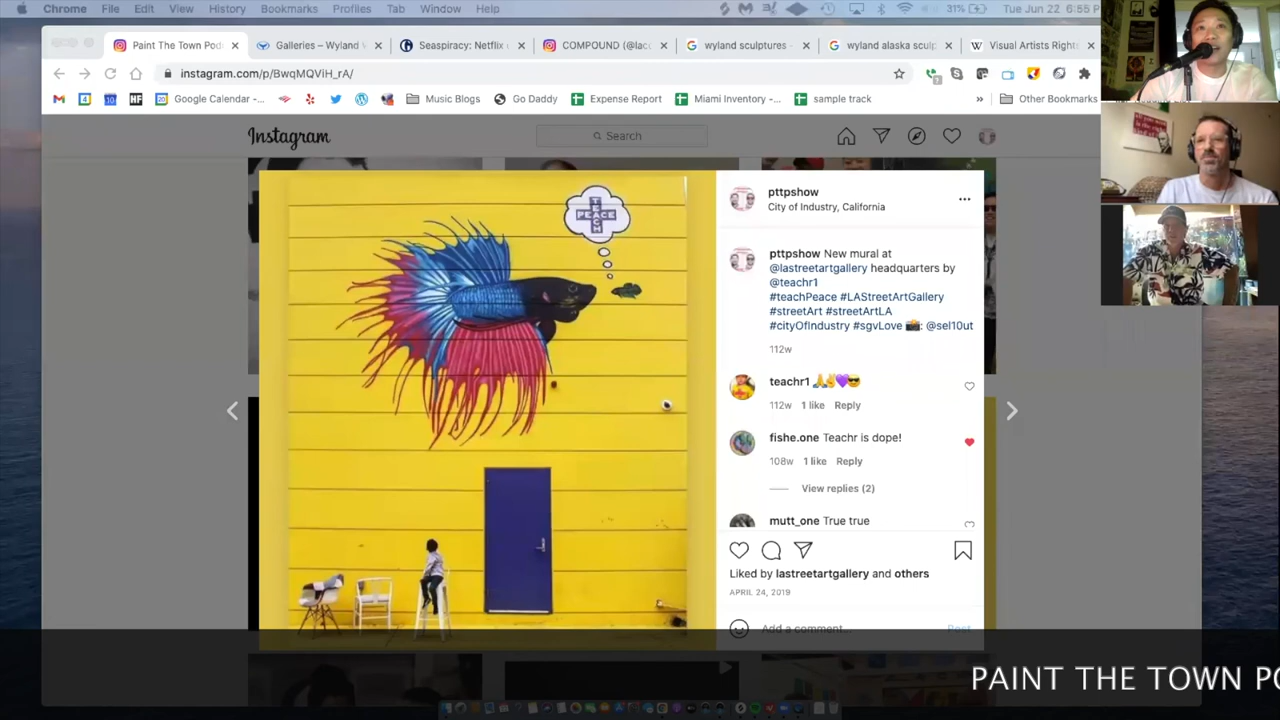 Chrome File Edit View History Bookmarks Profiles Tab Window Help 31% Tue Jun 22 6:55 P
Paint The Town Pod Galleries – Wyland Seaspiracy: Netflix COMPOUND (@lacc wyland sculptures - wyland alaska sculp Visual Artists Right
instagram.com/p/BwqMQViH_rA/
Google Calendar -... Music Blogs Go Daddy Expense Report Miami Inventory -... sample track » Other Bookmarks
Instagram
Search
pttpshow
City of Industry, California
TEACH
PEACE
pttpshow New mural at
@lastreetartgallery headquarters by
@teachr1
#teachPeace #LAStreetArtGallery
#streetArt #streetArtLA
#cityOfIndustry #sgvLove 📸: @sel10ut
112w
teachr1 🙏✌💜😎
112w 1 like Reply
fishe.one Teachr is dope!
108w 1 like Reply
View replies (2)
mutt_one True true
Liked by lastreetartgallery and others
APRIL 24, 2019
Add a comment... Post
PAINT THE TOWN PO